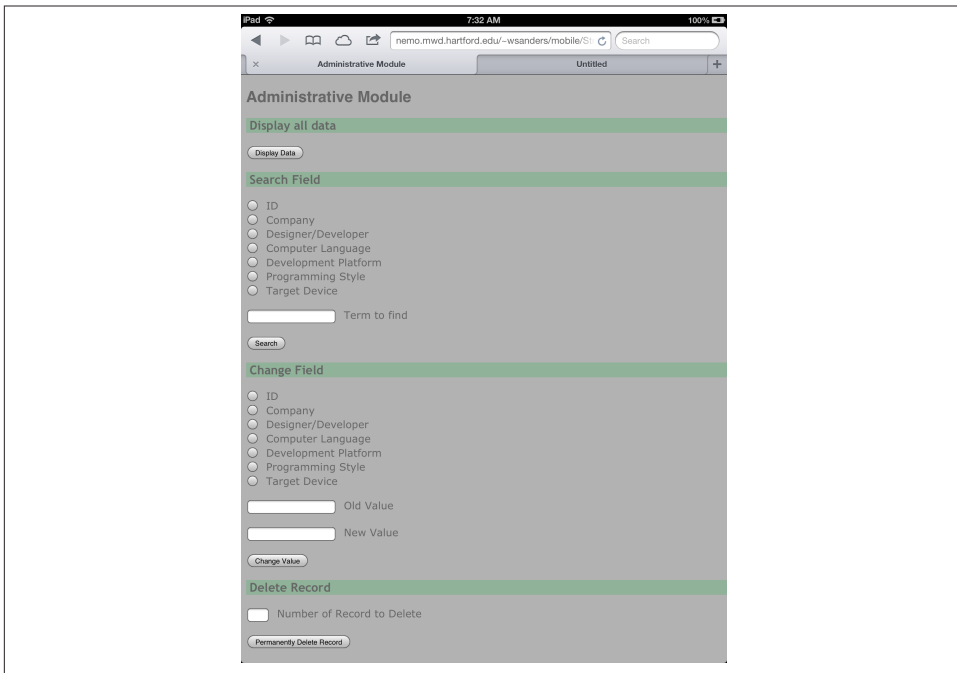 iPad 7:32 AM 100%
nemo.mwd.hartford.edu/~wsanders/mobile/St Search
Administrative Module Untitled
Administrative Module
Display all data
Display Data
Search Field
ID
Company
Designer/Developer
Computer Language
Development Platform
Programming Style
Target Device
Term to find
Search
Change Field
ID
Company
Designer/Developer
Computer Language
Development Platform
Programming Style
Target Device
Old Value
New Value
Change Value
Delete Record
Number of Record to Delete
Permanently Delete Record